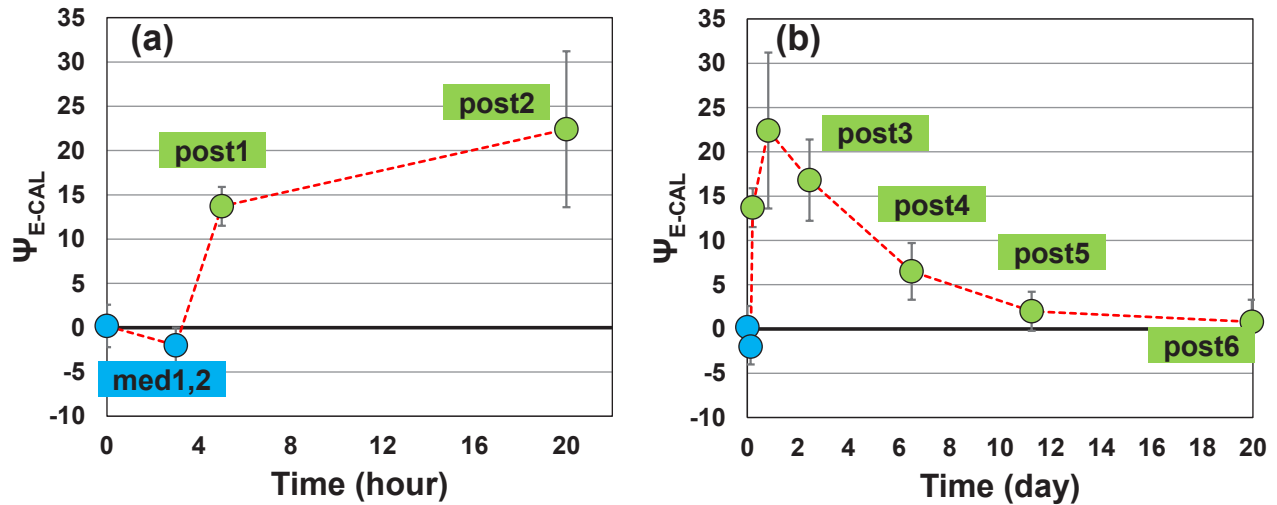 (a)
35
30
25
20
15
10
5
0
-5
-10
Ψ_E-CAL
post1
post2
med1,2
0 4 8 12 16 20
Time (hour)
(b)
35
30
25
20
15
10
5
0
-5
-10
Ψ_E-CAL
post3
post4
post5
post6
0 2 4 6 8 10 12 14 16 18 20
Time (day)